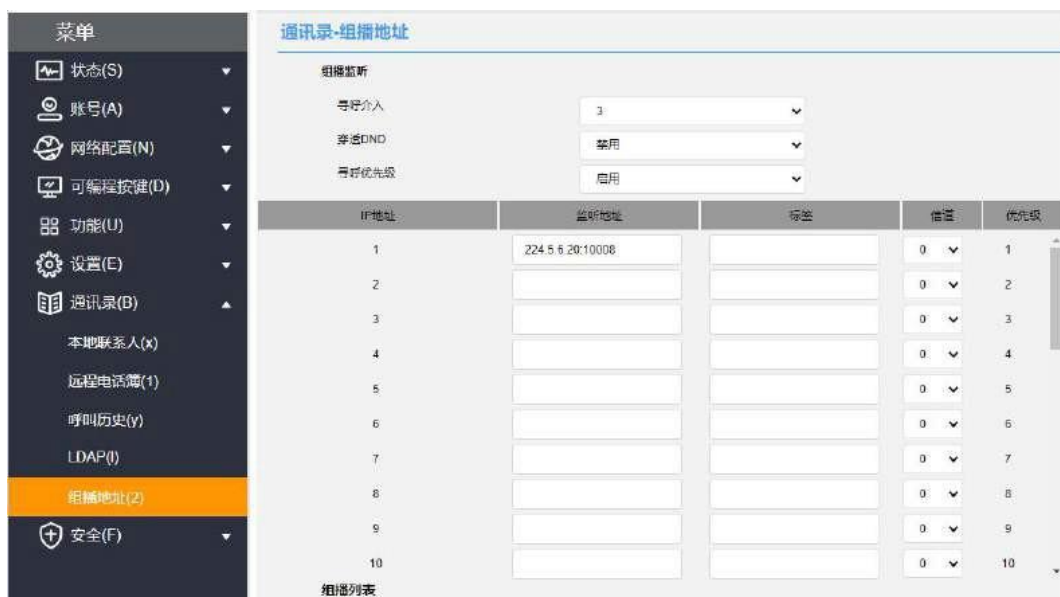 菜单
状态(S)
账号(A)
网络配置(N)
可编程按键(D)
功能(U)
设置(E)
通讯录(B)
本地联系人(x)
远程电话簿(1)
呼叫历史(y)
LDAP(l)
组播地址(2)
安全(F)
通讯录-组播地址
组播监听
寻呼介入 3
穿透DND 禁用
寻呼优先级 启用
IP地址 监听地址 标签 信道 优先级
1 224.5.6.20:10008 0 1
2 0 2
3 0 3
4 0 4
5 0 5
6 0 6
7 0 7
8 0 8
9 0 9
10 0 10
组播列表